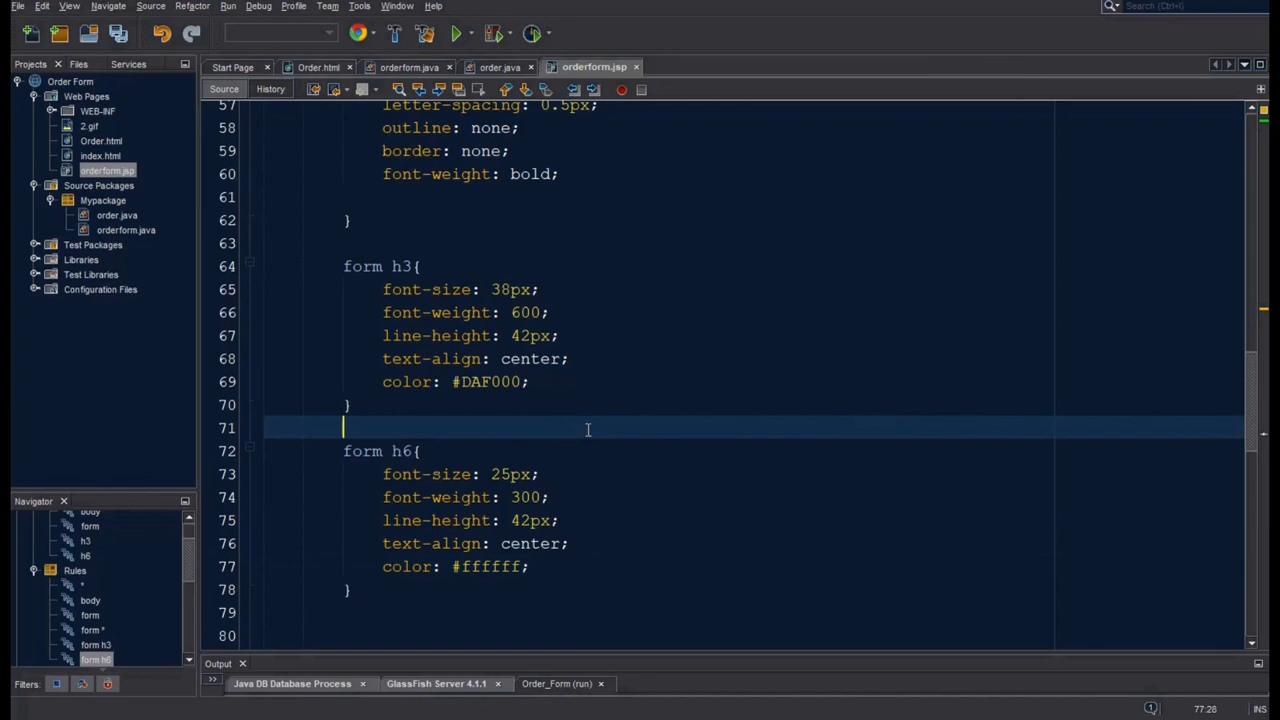 File Edit View Navigate Source Refactor Run Debug Profile Team Tools Window Help
Search (Ctrl+I)
Projects Files Services
Start Page Order.html orderform.java order.java orderform.jsp
Source History
Order Form
Web Pages
WEB-INF
2.gif
Order.html
index.html
orderform.jsp
Source Packages
Mypackage
order.java
orderform.java
Test Packages
Libraries
Test Libraries
Configuration Files
57 letter-spacing: 0.5px;
58 outline: none;
59 border: none;
60 font-weight: bold;
61
62 }
63
64 form h3{
65 font-size: 38px;
66 font-weight: 600;
67 line-height: 42px;
68 text-align: center;
69 color: #DAF000;
70 }
71
72 form h6{
73 font-size: 25px;
74 font-weight: 300;
75 line-height: 42px;
76 text-align: center;
77 color: #ffffff;
78 }
79
80
Navigator
body
form
h3
h6
Rules
*
body
form
form *
form h3
form h6
Filters:
Output
Java DB Database Process GlassFish Server 4.1.1 Order_Form (run)
1
77:28 INS